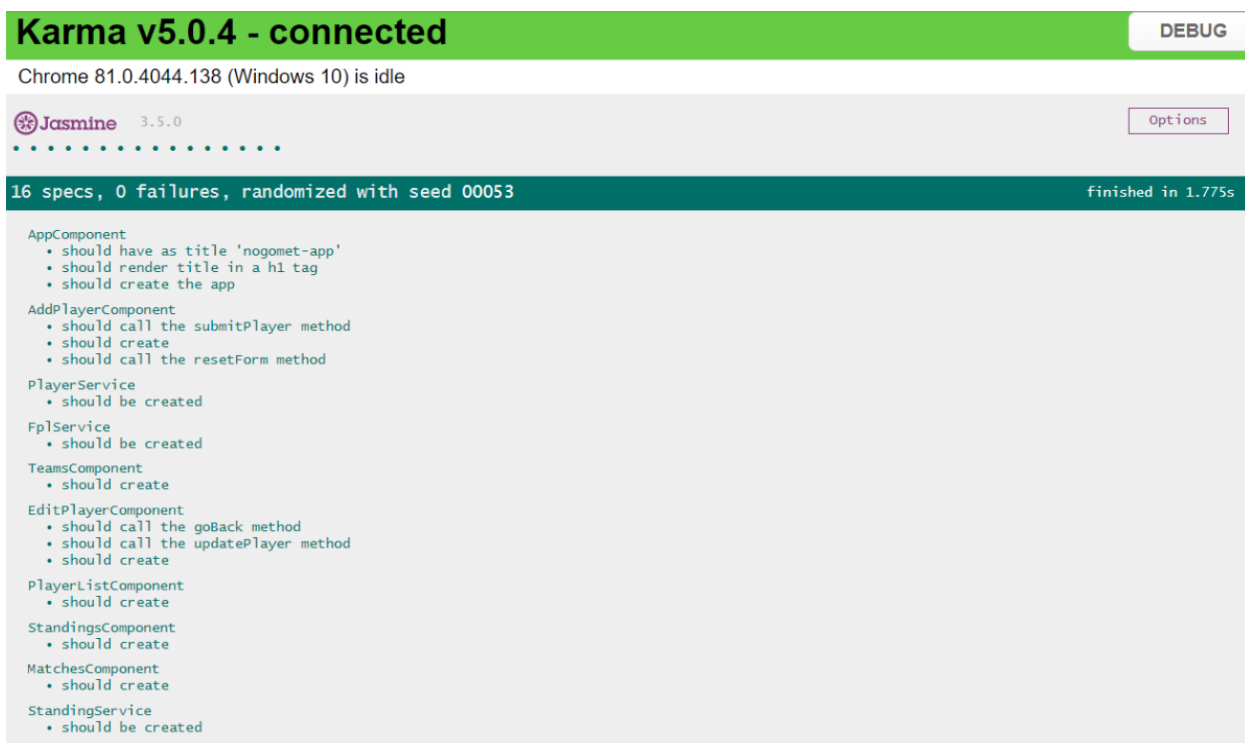 Karma v5.0.4 - connected
DEBUG
Chrome 81.0.4044.138 (Windows 10) is idle
Jasmine 3.5.0
Options
• • • • • • • • • • • • • • • •
16 specs, 0 failures, randomized with seed 00053
finished in 1.775s
AppComponent
• should have as title 'nogomet-app'
• should render title in a h1 tag
• should create the app
AddPlayerComponent
• should call the submitPlayer method
• should create
• should call the resetForm method
PlayerService
• should be created
FplService
• should be created
TeamsComponent
• should create
EditPlayerComponent
• should call the goBack method
• should call the updatePlayer method
• should create
PlayerListComponent
• should create
StandingsComponent
• should create
MatchesComponent
• should create
StandingService
• should be created